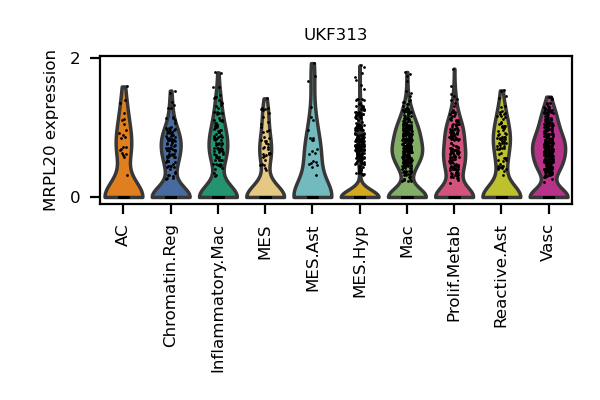 UKF313
MRPL20 expression
2
0
AC
Chromatin.Reg
Inflammatory.Mac
MES
MES.Ast
MES.Hyp
Mac
Prolif.Metab
Reactive.Ast
Vasc